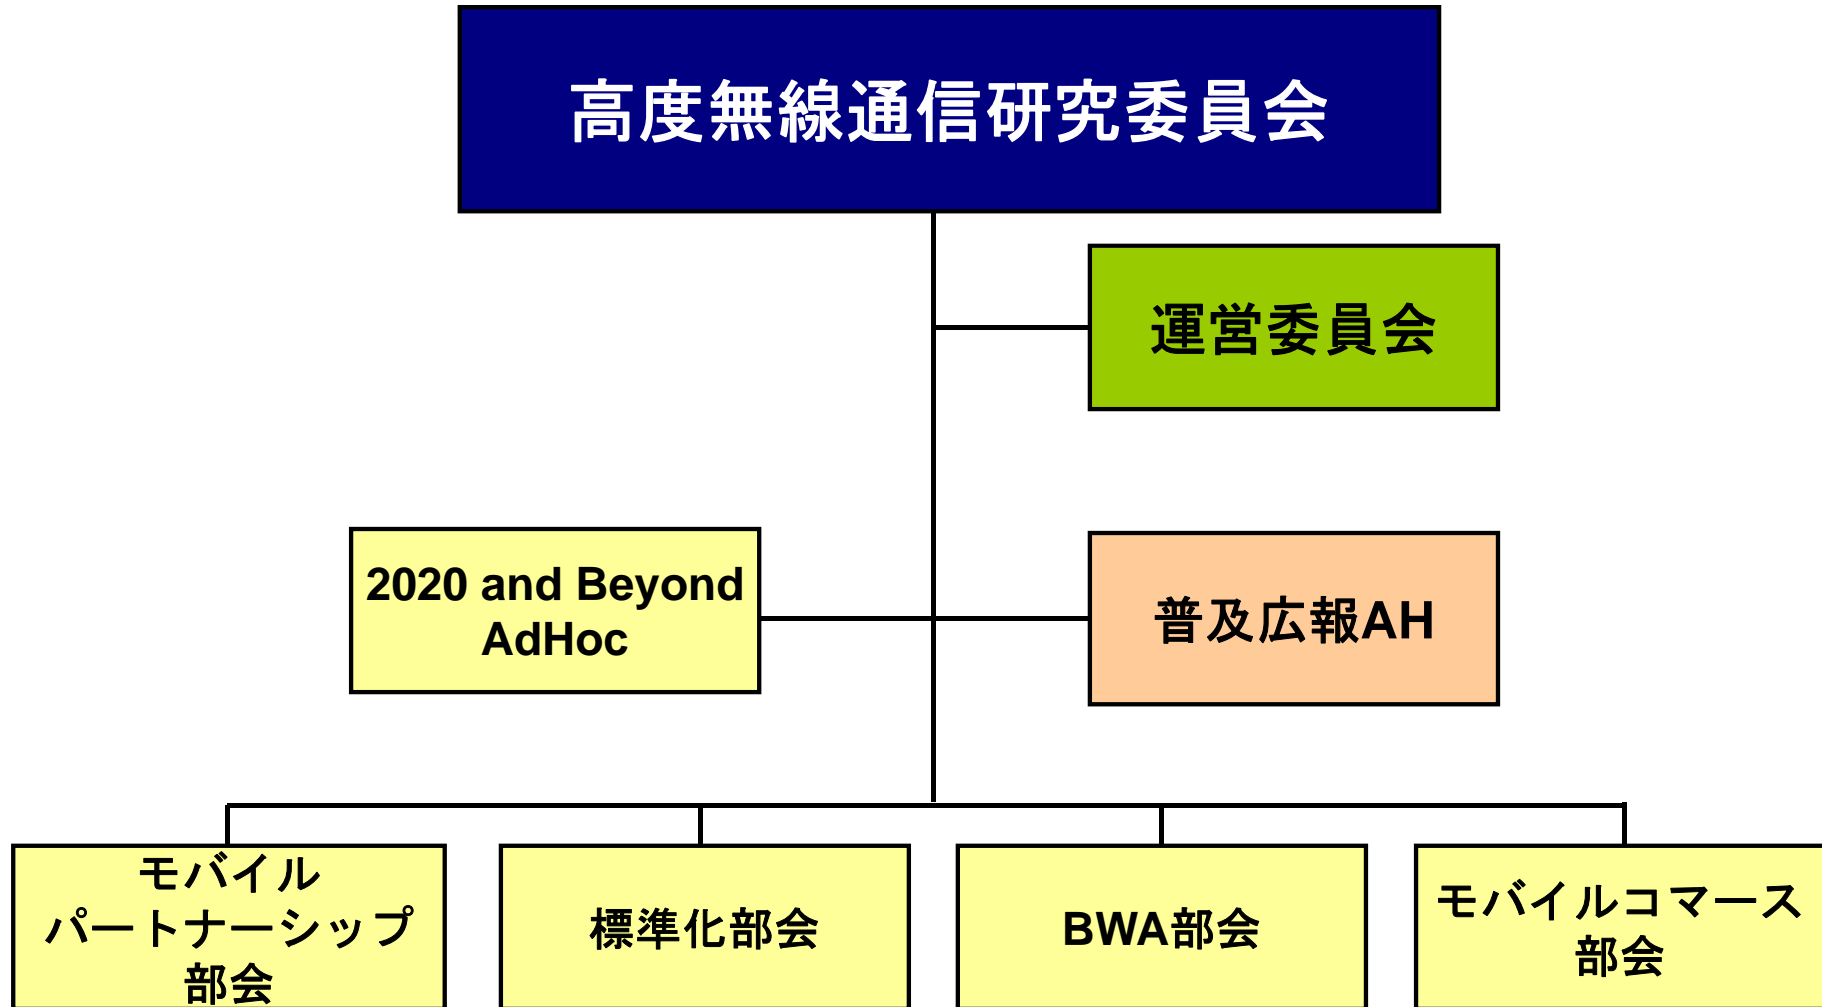 高度無線通信研究委員会
運営委員会
2020 and Beyond
AdHoc
普及広報AH
モバイル
パートナーシップ
部会
標準化部会
BWA部会
モバイルコマース
部会